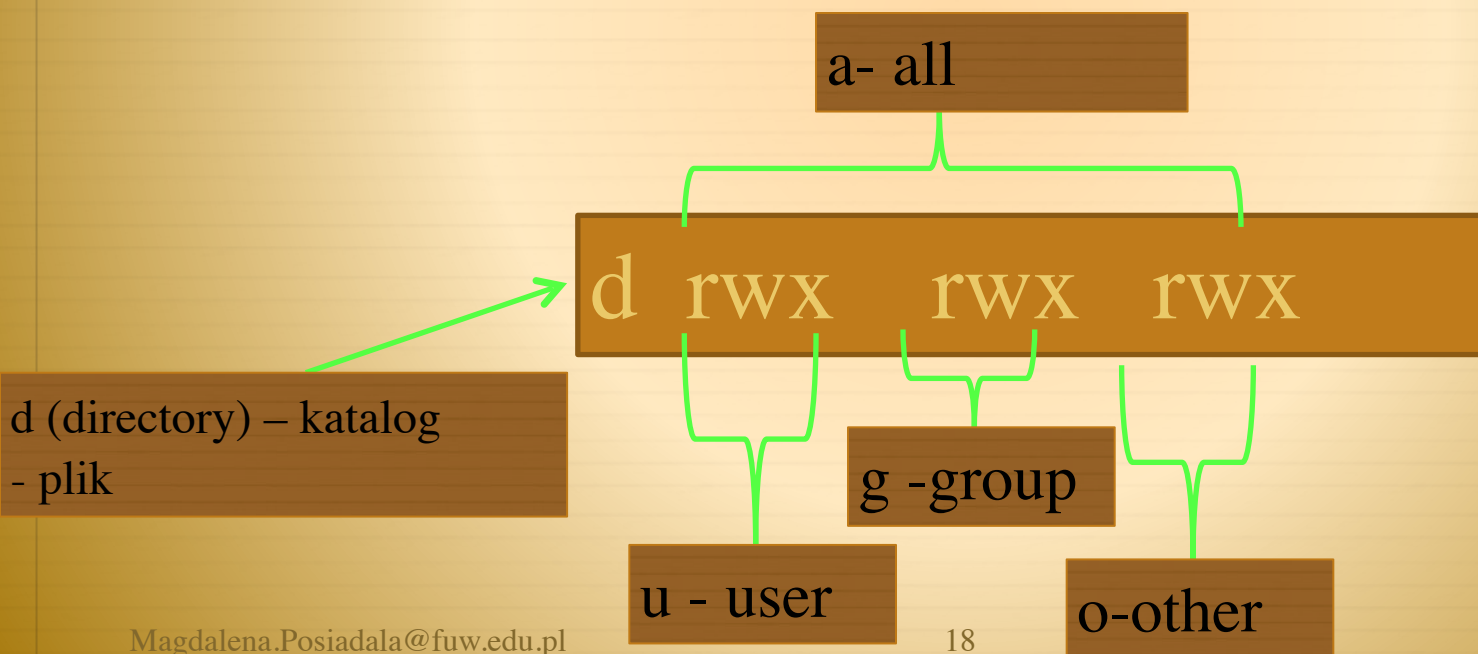 a- all
d rwx rwx rwx
d (directory) – katalog
- plik
g -group
u - user
o-other
Magdalena.Posiadala@fuw.edu.pl
18